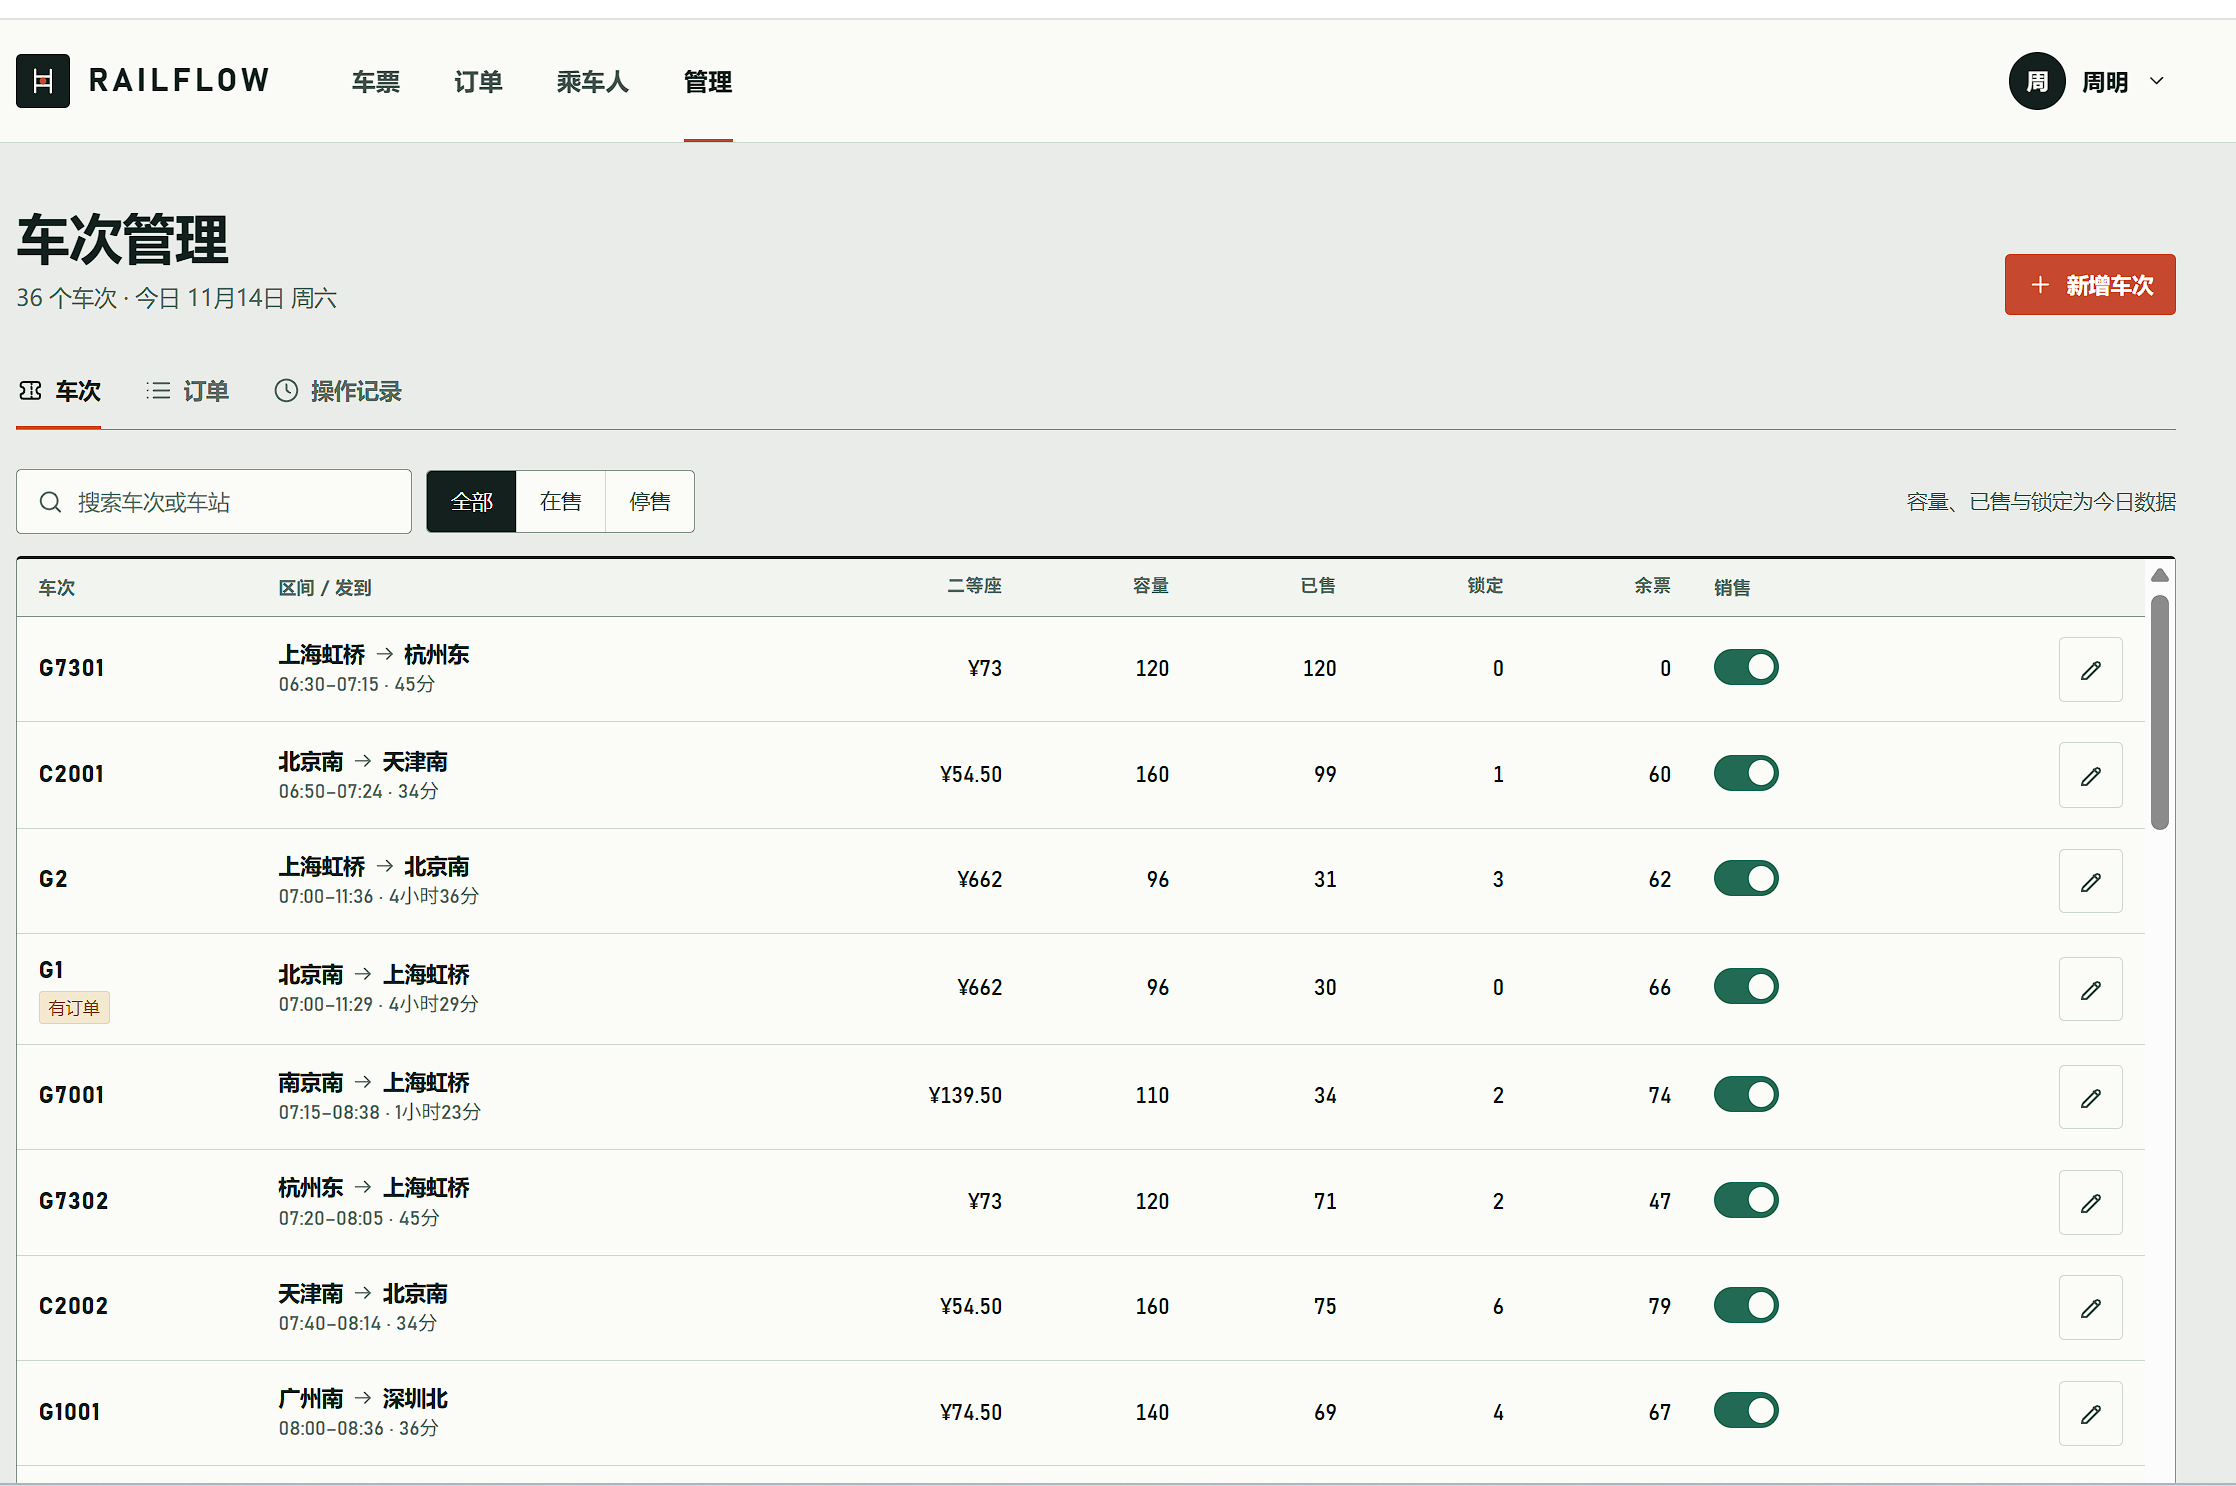 RAILFLOW 车票 订单 乘车人 管理 周 周明
车次管理
36 个车次 · 今日 11月14日 周六
新增车次
车次 订单 操作记录
搜索车次或车站 全部 在售 停售 容量、已售与锁定为今日数据
车次 区间 / 发到 二等座 容量 已售 锁定 余票 销售
G7301 上海虹桥 → 杭州东 ¥73 120 120 0 0
06:30–07:15 · 45分
C2001 北京南 → 天津南 ¥54.50 160 99 1 60
06:50–07:24 · 34分
G2 上海虹桥 → 北京南 ¥662 96 31 3 62
07:00–11:36 · 4小时36分
G1 北京南 → 上海虹桥 ¥662 96 30 0 66
有订单 07:00–11:29 · 4小时29分
G7001 南京南 → 上海虹桥 ¥139.50 110 34 2 74
07:15–08:38 · 1小时23分
G7302 杭州东 → 上海虹桥 ¥73 120 71 2 47
07:20–08:05 · 45分
C2002 天津南 → 北京南 ¥54.50 160 75 6 79
07:40–08:14 · 34分
G1001 广州南 → 深圳北 ¥74.50 140 69 4 67
08:00–08:36 · 36分